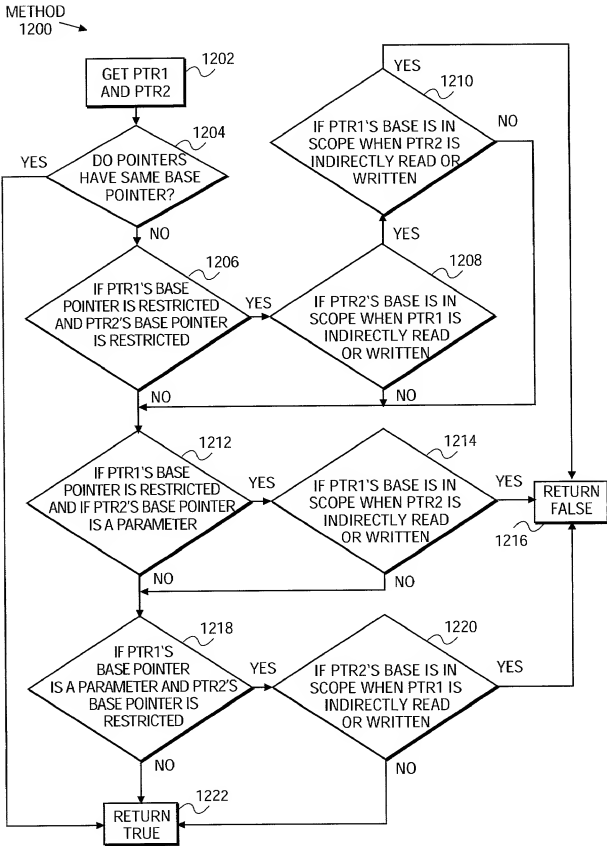 METHOD
1200
1202
GET PTR1
AND PTR2
1204
YES
DO POINTERS
HAVE SAME BASE
POINTER?
NO
YES
1210
IF PTR1'S BASE IS IN
SCOPE WHEN PTR2 IS
INDIRECTLY READ OR
WRITTEN
NO
YES
1206
IF PTR1'S BASE
POINTER IS RESTRICTED
AND PTR2'S BASE POINTER
IS RESTRICTED
YES
NO
1208
IF PTR2'S BASE IS IN
SCOPE WHEN PTR1 IS
INDIRECTLY READ
OR WRITTEN
NO
1212
IF PTR1'S BASE
POINTER IS RESTRICTED
AND IF PTR2'S BASE POINTER
IS A PARAMETER
YES
NO
1214
IF PTR1'S BASE IS IN
SCOPE WHEN PTR2 IS
INDIRECTLY READ
OR WRITTEN
YES
NO
RETURN
FALSE
1216
1218
IF PTR1'S
BASE POINTER
IS A PARAMETER AND PTR2'S
BASE POINTER IS
RESTRICTED
YES
NO
1220
IF PTR2'S BASE IS IN
SCOPE WHEN PTR1 IS
INDIRECTLY READ
OR WRITTEN
YES
NO
1222
RETURN
TRUE